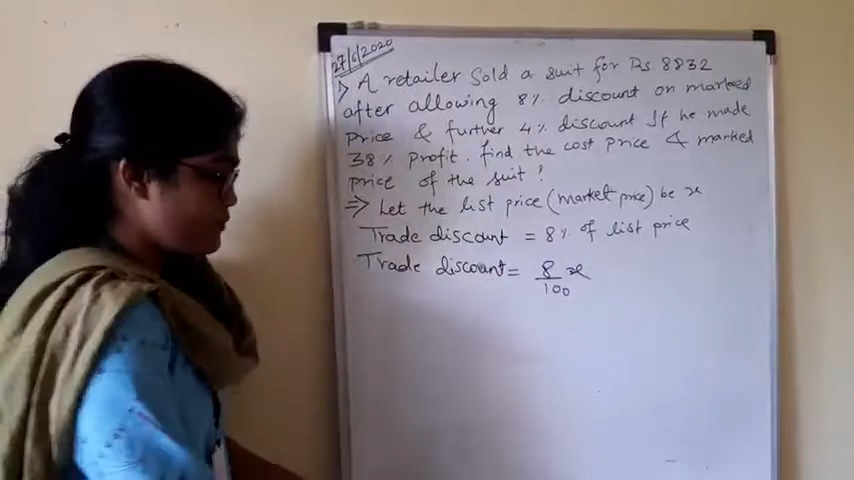 27/6/2020
> A retailer Sold a suit for Rs. 8832
after allowing 8% discount on marked
price & further 4% discount If he made
38% profit. find the cost price & marked
price of the suit?
⇒ Let the list price (market price) be x
Trade discount = 8% of list price
Trade discount = 8/100 x